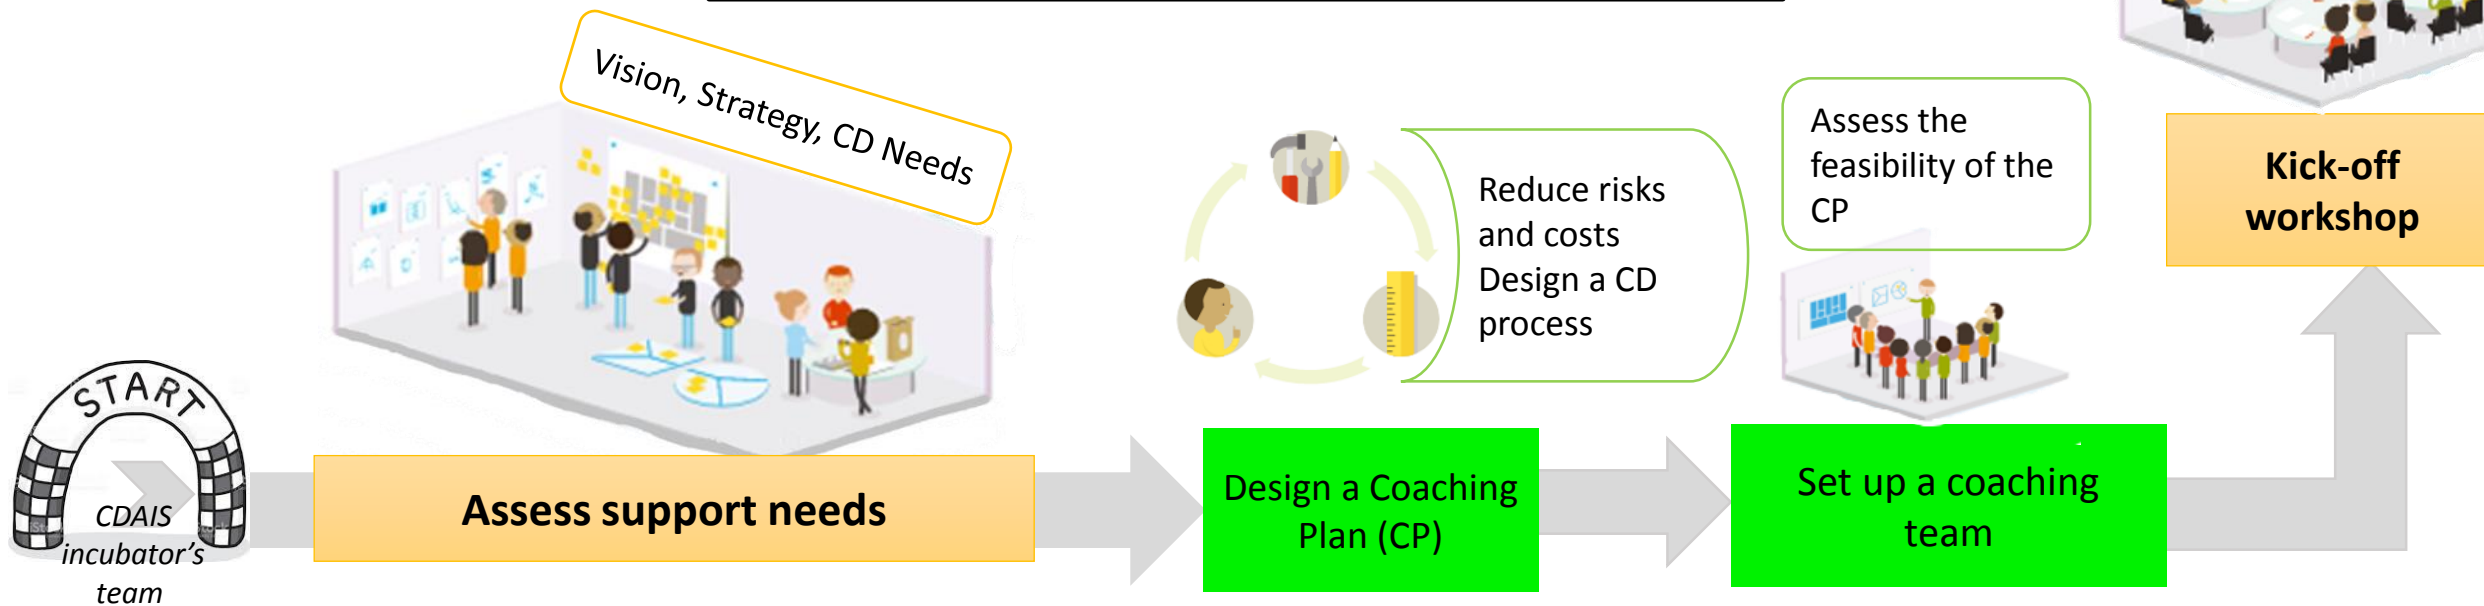 Vision, Strategy, CD Needs
START
CDAIS
incubator's
team
Assess support needs
Reduce risks
and costs
Design a CD
process
Design a Coaching
Plan (CP)
Assess the
feasibility of the
CP
Set up a coaching
team
Kick-off
workshop